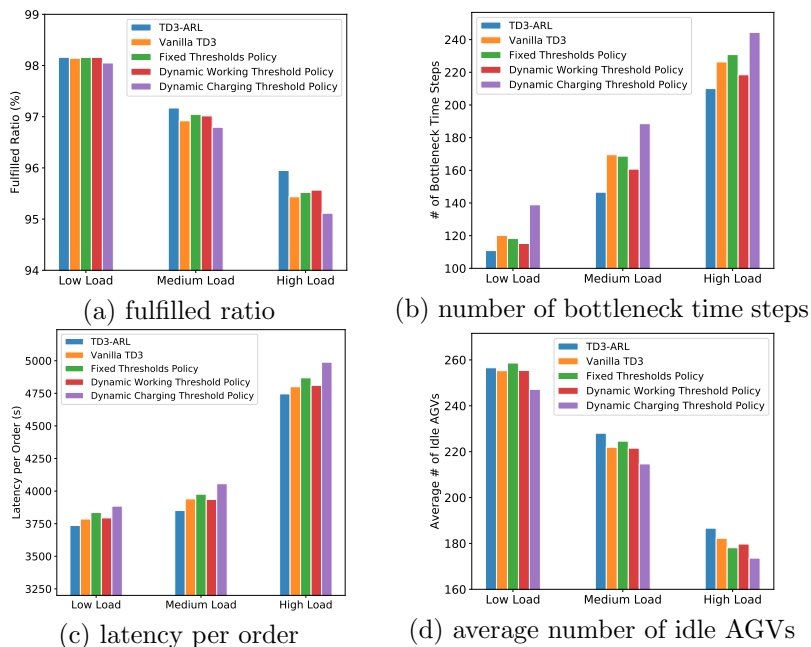 99
98
97
96
95
94
Fulfilled Ratio (%)
TD3-ARL
Vanilla TD3
Fixed Thresholds Policy
Dynamic Working Threshold Policy
Dynamic Charging Threshold Policy
Low Load
Medium Load
High Load
(a) fulfilled ratio
240
220
200
180
160
140
120
100
# of Bottleneck Time Steps
TD3-ARL
Vanilla TD3
Fixed Thresholds Policy
Dynamic Working Threshold Policy
Dynamic Charging Threshold Policy
Low Load
Medium Load
High Load
(b) number of bottleneck time steps
5000
4750
4500
4250
4000
3750
3500
3250
Latency per Order (s)
TD3-ARL
Vanilla TD3
Fixed Thresholds Policy
Dynamic Working Threshold Policy
Dynamic Charging Threshold Policy
Low Load
Medium Load
High Load
(c) latency per order
260
240
220
200
180
160
Average # of Idle AGVs
TD3-ARL
Vanilla TD3
Fixed Thresholds Policy
Dynamic Working Threshold Policy
Dynamic Charging Threshold Policy
Low Load
Medium Load
High Load
(d) average number of idle AGVs